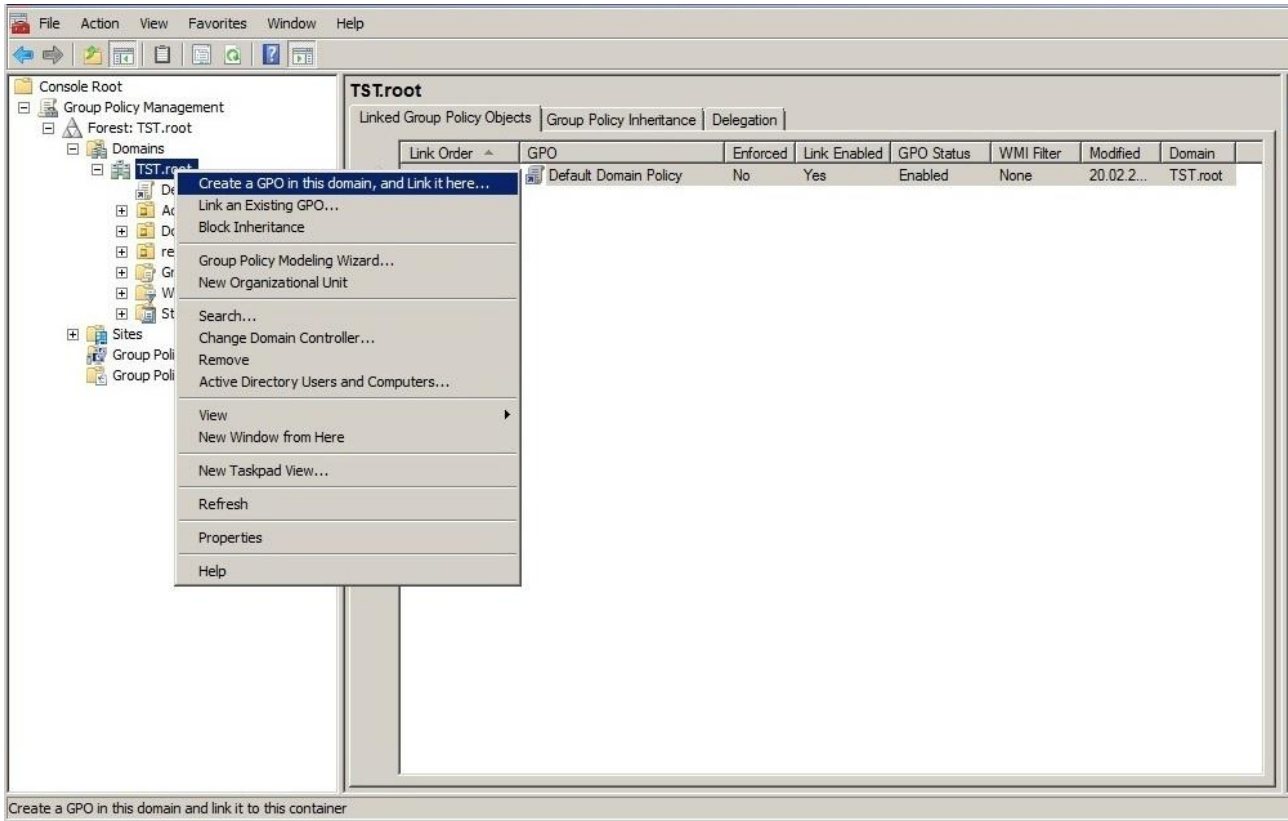 File Action View Favorites Window Help
Console Root
Group Policy Management
Forest: TST.root
Domains
TST.root
Sites
Create a GPO in this domain, and Link it here...
Link an Existing GPO...
Block Inheritance
Group Policy Modeling Wizard...
New Organizational Unit
Search...
Change Domain Controller...
Remove
Active Directory Users and Computers...
View
New Window from Here
New Taskpad View...
Refresh
Properties
Help
TST.root
Linked Group Policy Objects Group Policy Inheritance Delegation
Link Order GPO Enforced Link Enabled GPO Status WMI Filter Modified Domain
Default Domain Policy No Yes Enabled None 20.02.2... TST.root
Create a GPO in this domain and link it to this container